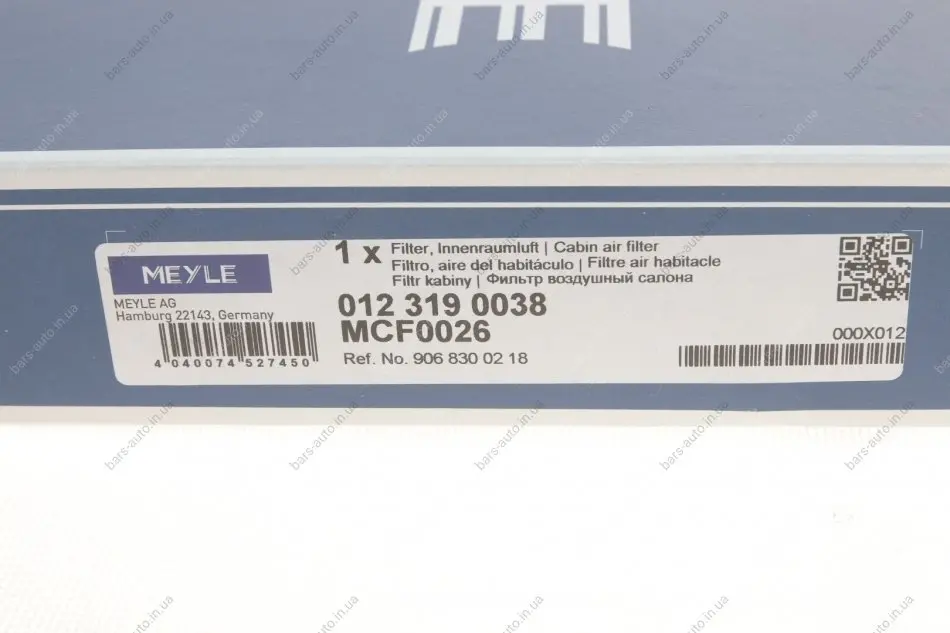 MEYLE
MEYLE AG
Hamburg 22143, Germany
4 040074 527450
1 x
Filter, Innenraumluft | Cabin air filter
Filtro, aire del habitáculo | Filtre air habitacle
Filtr kabiny | Фильтр воздушный салона
012 319 0038
MCF0026
Ref. No. 906 830 02 18
000X012
bars-auto.in.ua